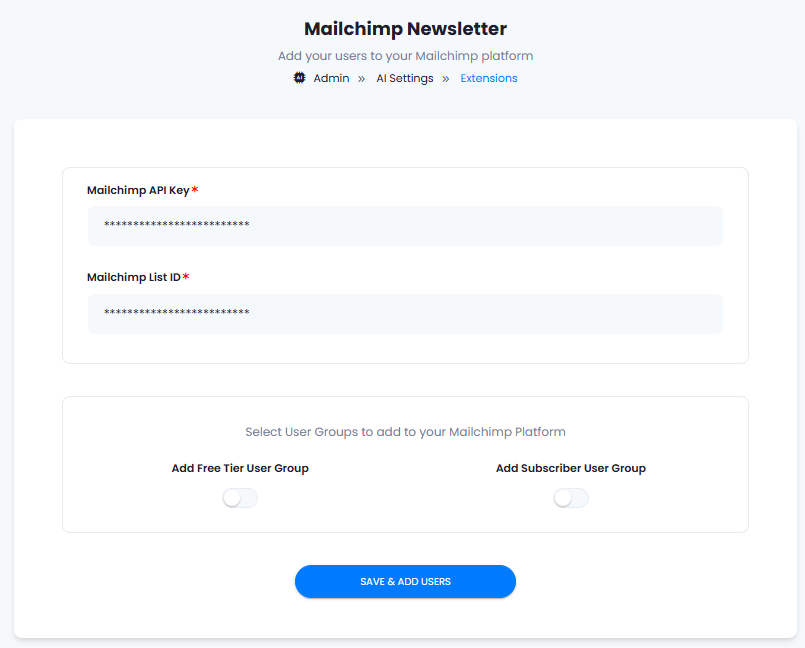 Mailchimp Newsletter
Add your users to your Mailchimp platform
AI Admin » AI Settings » Extensions
Mailchimp API Key*
*************************
Mailchimp List ID*
*************************
Select User Groups to add to your Mailchimp Platform
Add Free Tier User Group Add Subscriber User Group
SAVE & ADD USERS